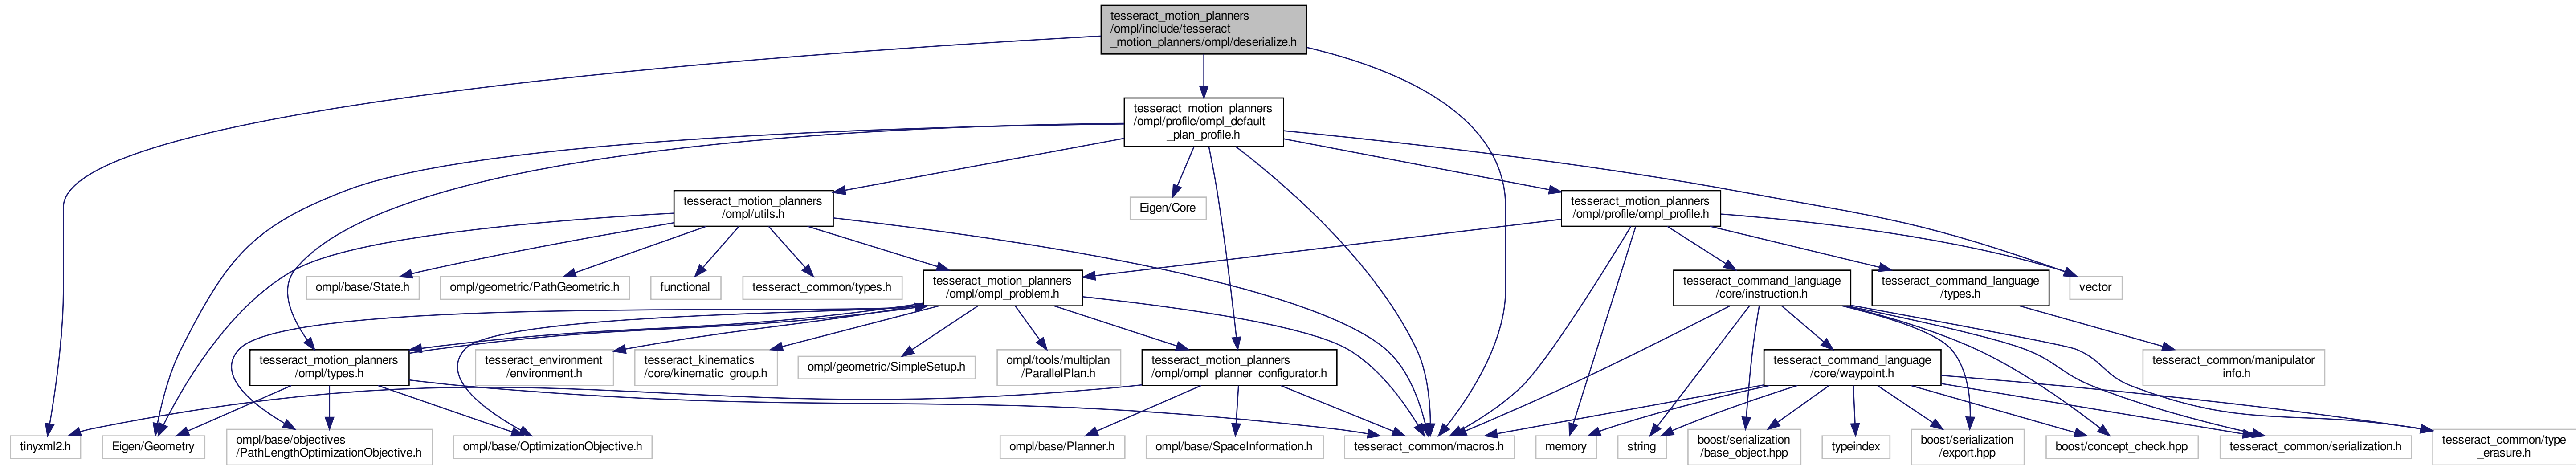 tesseract_motion_planners
/ompl/include/tesseract
_motion_planners/ompl/deserialize.h
tesseract_motion_planners
/ompl/profile/ompl_default
_plan_profile.h
tesseract_motion_planners
/ompl/utils.h
Eigen/Core
tesseract_motion_planners
/ompl/profile/ompl_profile.h
ompl/base/State.h
ompl/geometric/PathGeometric.h
functional
tesseract_common/types.h
tesseract_motion_planners
/ompl/ompl_problem.h
tesseract_command_language
/core/instruction.h
tesseract_command_language
/types.h
vector
tesseract_motion_planners
/ompl/types.h
tesseract_environment
/environment.h
tesseract_kinematics
/core/kinematic_group.h
ompl/geometric/SimpleSetup.h
ompl/tools/multiplan
/ParallelPlan.h
tesseract_motion_planners
/ompl/ompl_planner_configurator.h
tesseract_command_language
/core/waypoint.h
tesseract_common/manipulator
_info.h
tinyxml2.h
Eigen/Geometry
ompl/base/objectives
/PathLengthOptimizationObjective.h
ompl/base/OptimizationObjective.h
ompl/base/Planner.h
ompl/base/SpaceInformation.h
tesseract_common/macros.h
memory
string
boost/serialization
/base_object.hpp
typeindex
boost/serialization
/export.hpp
boost/concept_check.hpp
tesseract_common/serialization.h
tesseract_common/type
_erasure.h